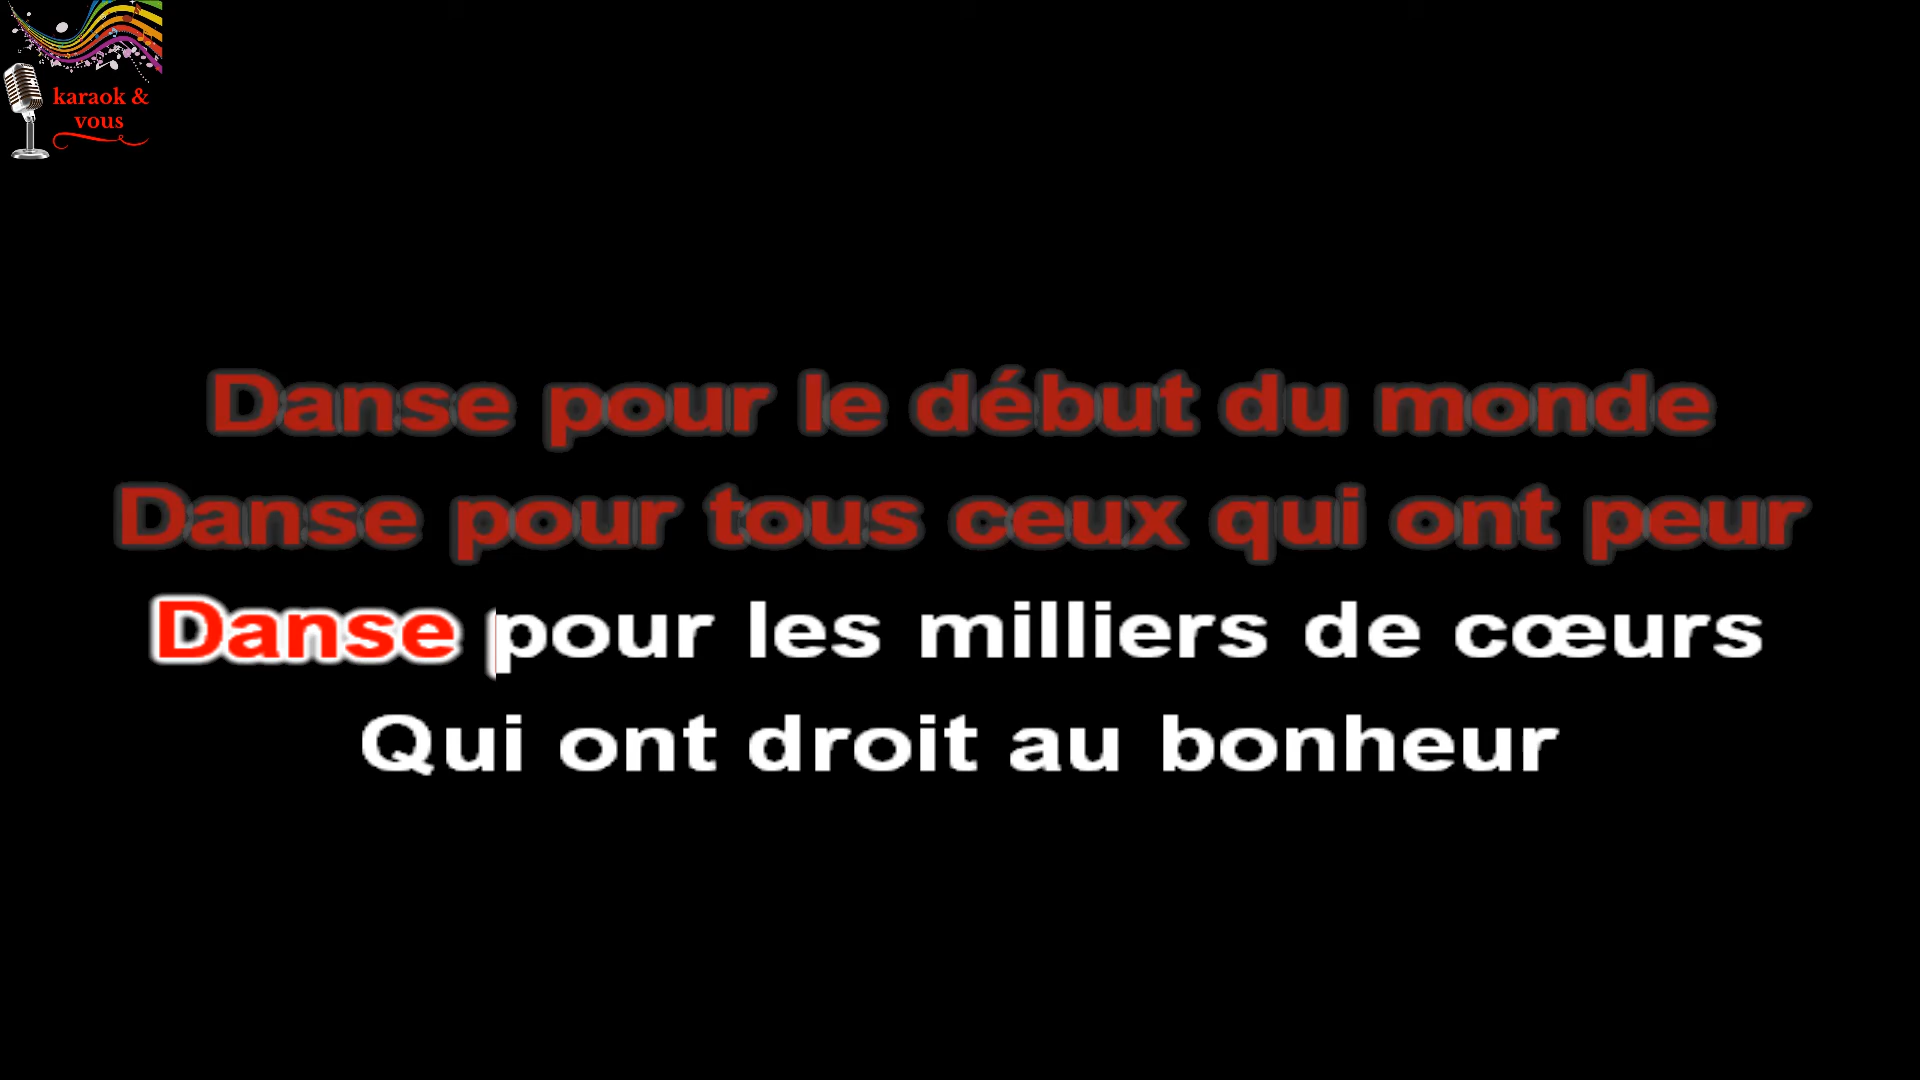 karaok &
vous
Danse pour le début du monde
Danse pour tous ceux qui ont peur
Danse pour les milliers de cœurs
Qui ont droit au bonheur